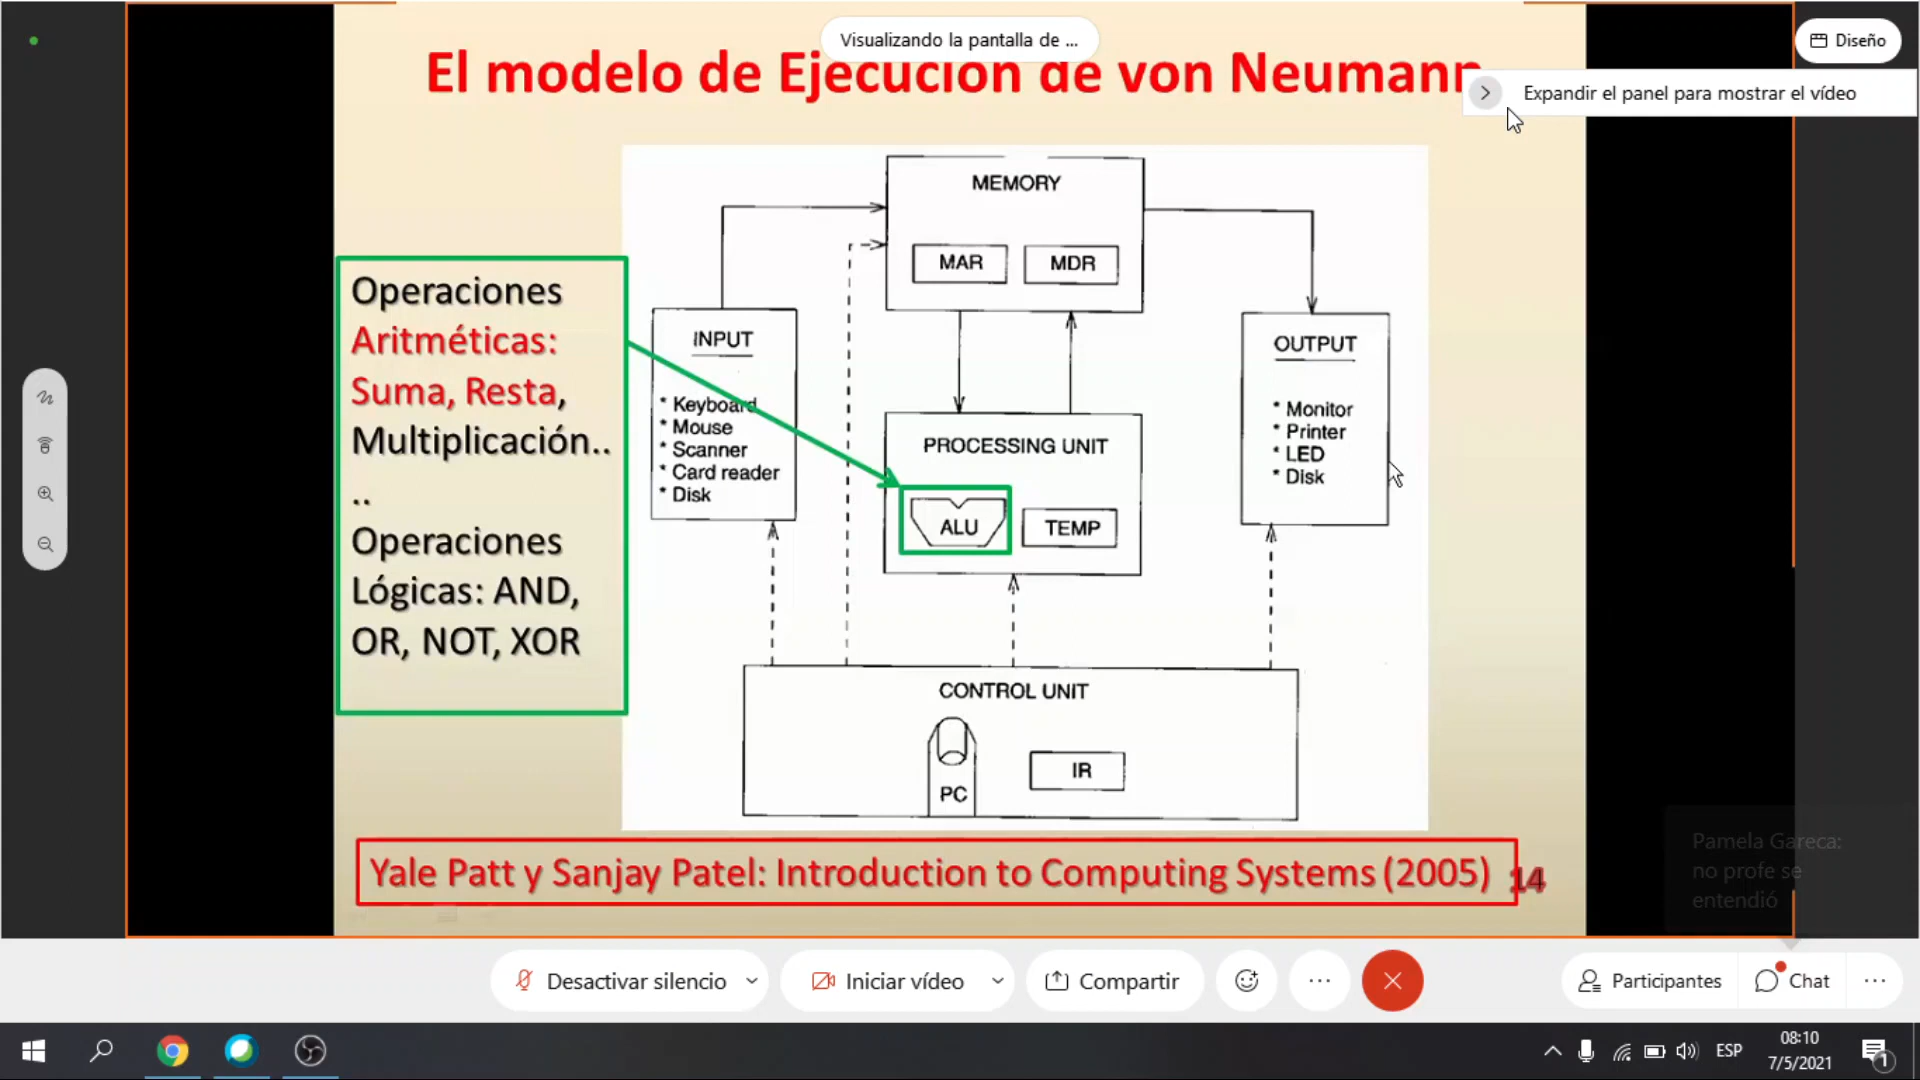 Visualizando la pantalla de ...
Diseño
El modelo de Ejecución de von Neumann
Expandir el panel para mostrar el vídeo
MEMORY
MAR
MDR
Operaciones
Aritméticas:
Suma, Resta,
Multiplicación..
..
Operaciones
Lógicas: AND,
OR, NOT, XOR
INPUT
* Keyboard
* Mouse
* Scanner
* Card reader
* Disk
PROCESSING UNIT
ALU
TEMP
OUTPUT
* Monitor
* Printer
* LED
* Disk
CONTROL UNIT
PC
IR
Yale Patt y Sanjay Patel: Introduction to Computing Systems (2005)
14
Pamela Gareca:
no profe se
entendió
Desactivar silencio
Iniciar vídeo
Compartir
...
Participantes
Chat
...
ESP
08:10
7/5/2021
1